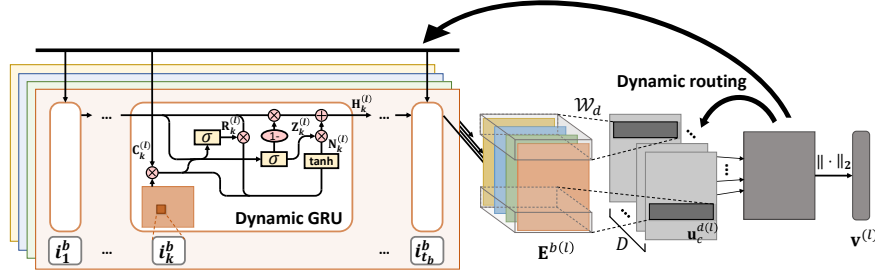 Dynamic routing
𝒲_d
H_k^(l)
... ... ...
R_k^(l)
σ
1-
Z_k^(l)
C_k^(l)
σ
N_k^(l)
tanh
‖ · ‖_2
Dynamic GRU
i_1^b ... i_k^b ... i_{t_b}^b
E^{b(l)}
D
u_c^{d(l)}
v^(l)